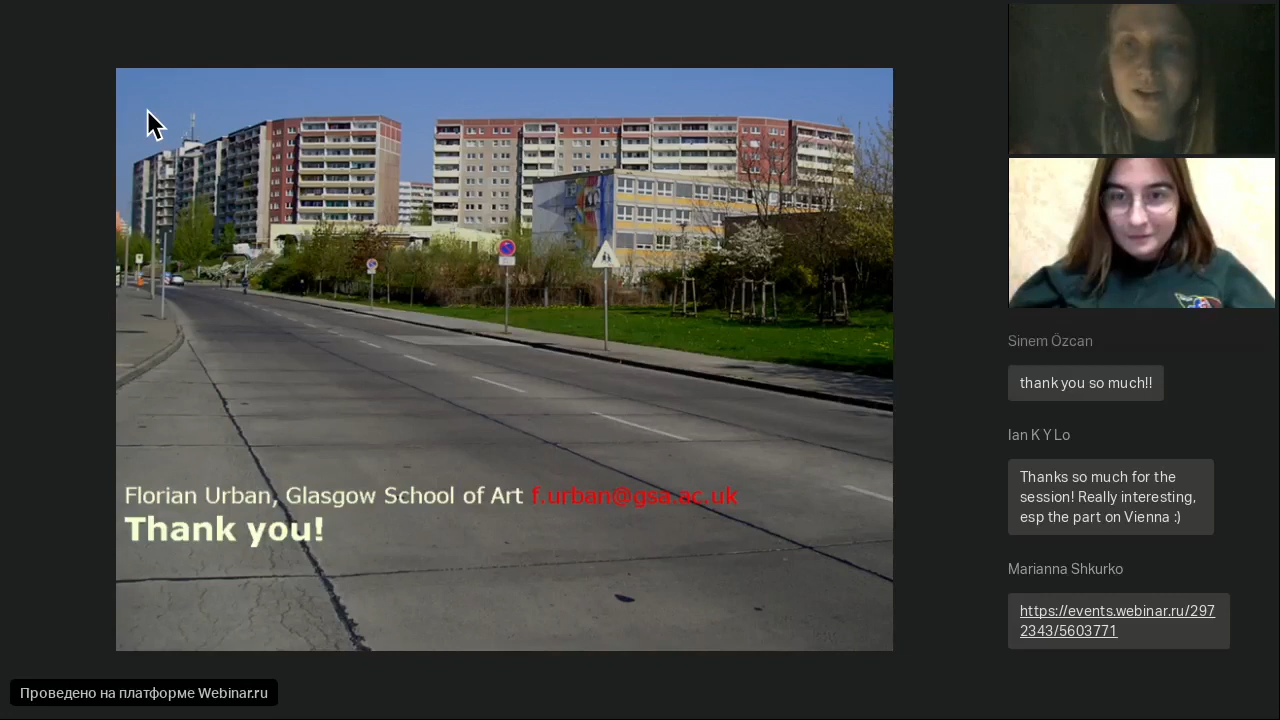 Florian Urban, Glasgow School of Art f.urban@gsa.ac.uk
Thank you!
Sinem Özcan
thank you so much!!
Ian K Y Lo
Thanks so much for the
session! Really interesting,
esp the part on Vienna :)
Marianna Shkurko
https://events.webinar.ru/297
2343/5603771
Проведено на платформе Webinar.ru